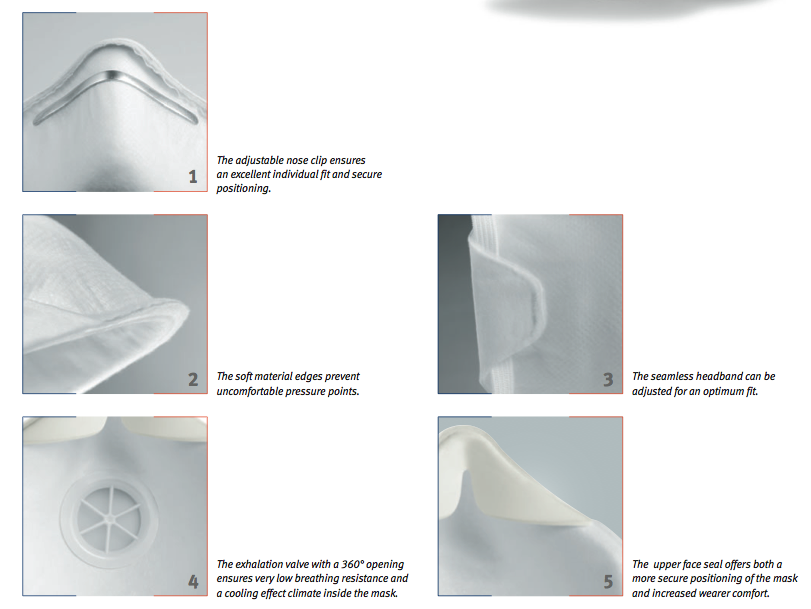 1
The adjustable nose clip ensures
an excellent individual fit and secure
positioning.
2
The soft material edges prevent
uncomfortable pressure points.
3
The seamless headband can be
adjusted for an optimum fit.
4
The exhalation valve with a 360° opening
ensures very low breathing resistance and
a cooling effect climate inside the mask.
5
The upper face seal offers both a
more secure positioning of the mask
and increased wearer comfort.